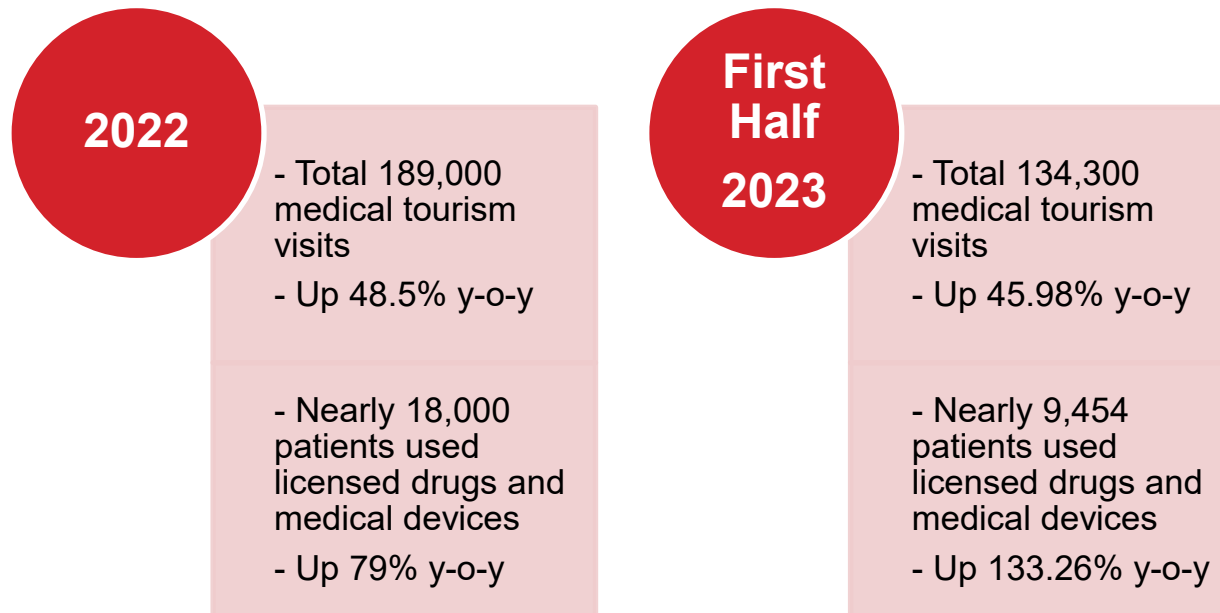 2022
- Total 189,000
medical tourism
visits
- Up 48.5% y-o-y
- Nearly 18,000
patients used
licensed drugs and
medical devices
- Up 79% y-o-y
First
Half
2023
- Total 134,300
medical tourism
visits
- Up 45.98% y-o-y
- Nearly 9,454
patients used
licensed drugs and
medical devices
- Up 133.26% y-o-y